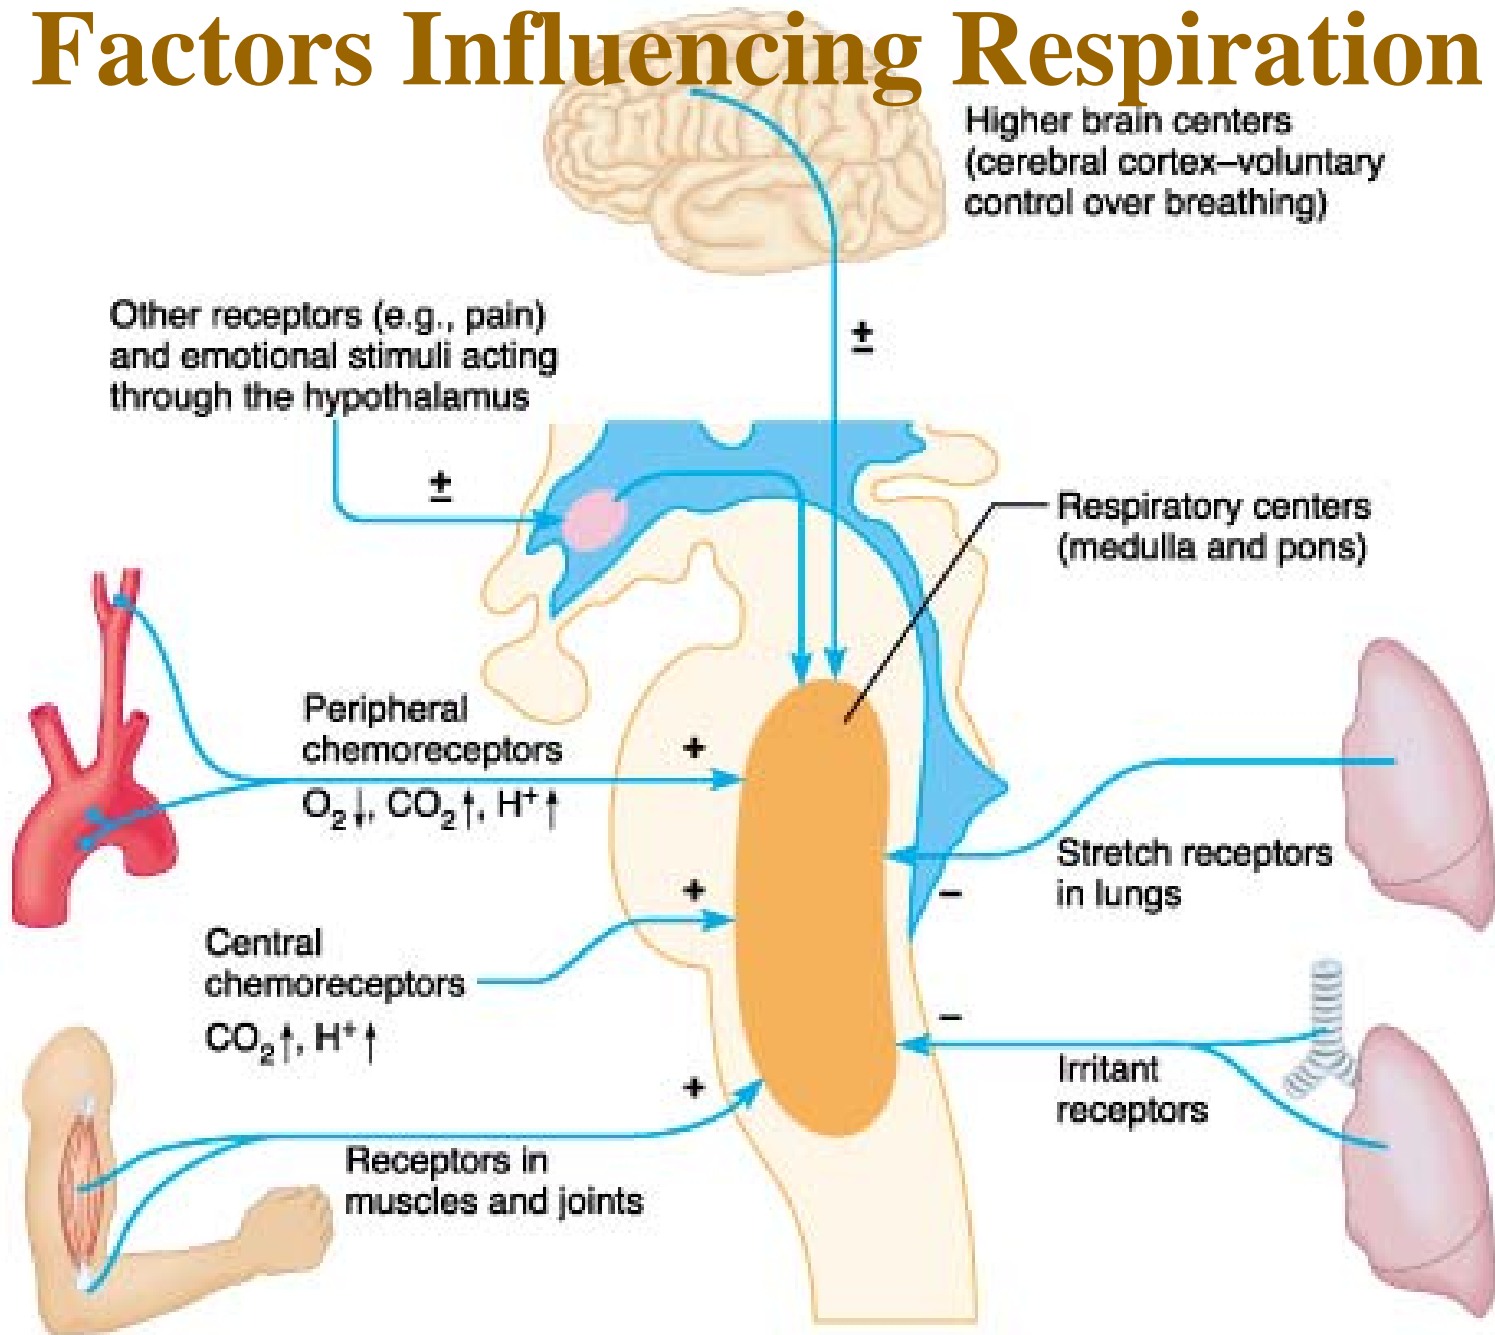 Factors Influencing Respiration
Higher brain centers
(cerebral cortex–voluntary
control over breathing)
Other receptors (e.g., pain)
and emotional stimuli acting
through the hypothalamus
±
±
Respiratory centers
(medulla and pons)
Peripheral
chemoreceptors
O₂↓, CO₂↑, H⁺↑
+
Stretch receptors
in lungs
–
Central
chemoreceptors
CO₂↑, H⁺↑
+
–
Irritant
receptors
+
Receptors in
muscles and joints